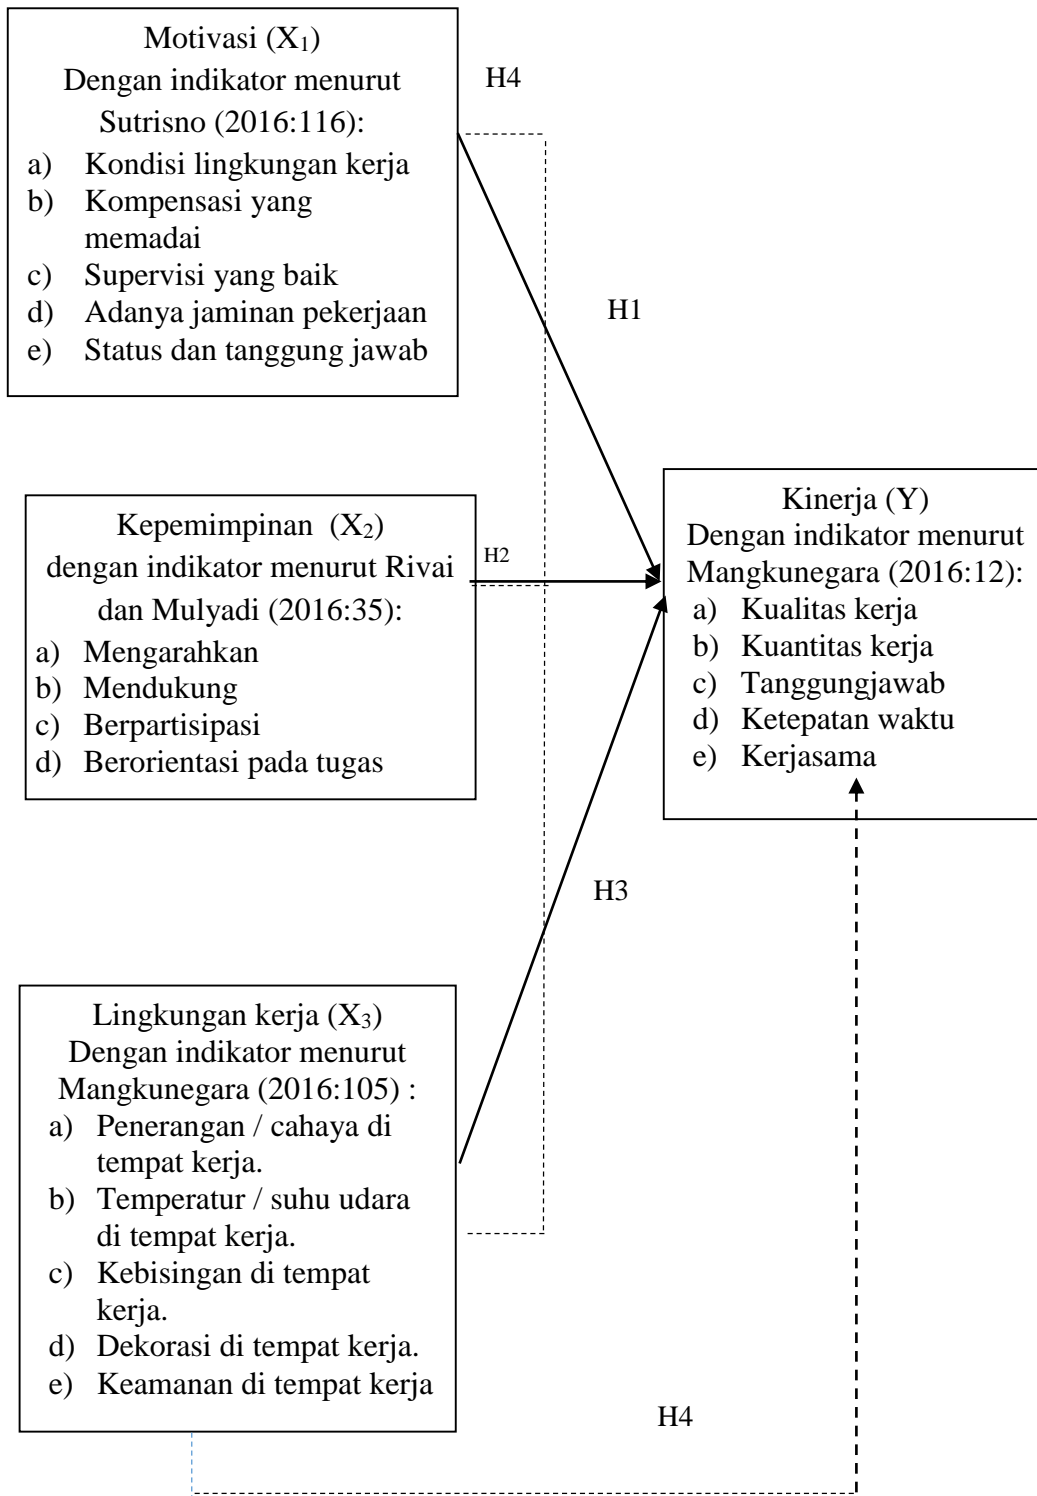 Motivasi (X1)
Dengan indikator menurut
Sutrisno (2016:116):
a) Kondisi lingkungan kerja
b) Kompensasi yang
memadai
c) Supervisi yang baik
d) Adanya jaminan pekerjaan
e) Status dan tanggung jawab
H4
H1
Kepemimpinan (X2)
dengan indikator menurut Rivai
dan Mulyadi (2016:35):
a) Mengarahkan
b) Mendukung
c) Berpartisipasi
d) Berorientasi pada tugas
H2
Kinerja (Y)
Dengan indikator menurut
Mangkunegara (2016:12):
a) Kualitas kerja
b) Kuantitas kerja
c) Tanggungjawab
d) Ketepatan waktu
e) Kerjasama
H3
Lingkungan kerja (X3)
Dengan indikator menurut
Mangkunegara (2016:105) :
a) Penerangan / cahaya di
tempat kerja.
b) Temperatur / suhu udara
di tempat kerja.
c) Kebisingan di tempat
kerja.
d) Dekorasi di tempat kerja.
e) Keamanan di tempat kerja
H4